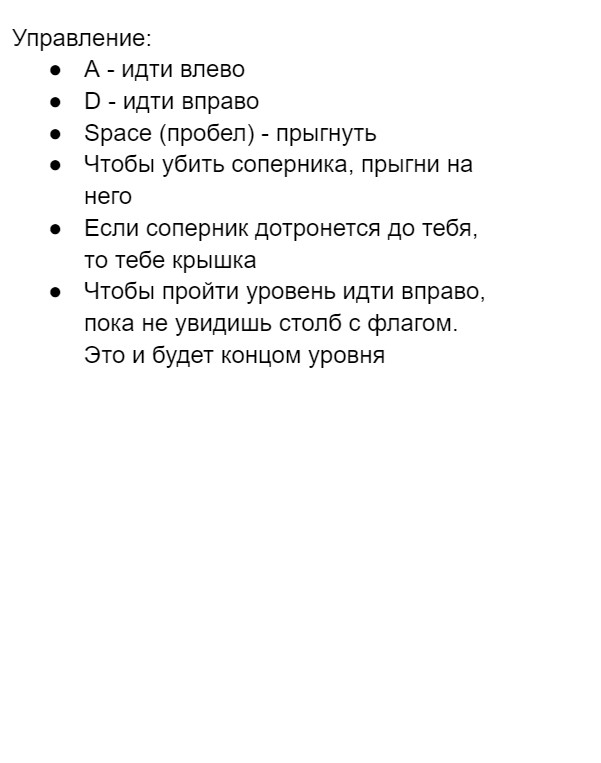 Управление:
● A - идти влево
● D - идти вправо
● Space (пробел) - прыгнуть
● Чтобы убить соперника, прыгни на
него
● Если соперник дотронется до тебя,
то тебе крышка
● Чтобы пройти уровень идти вправо,
пока не увидишь столб с флагом.
Это и будет концом уровня